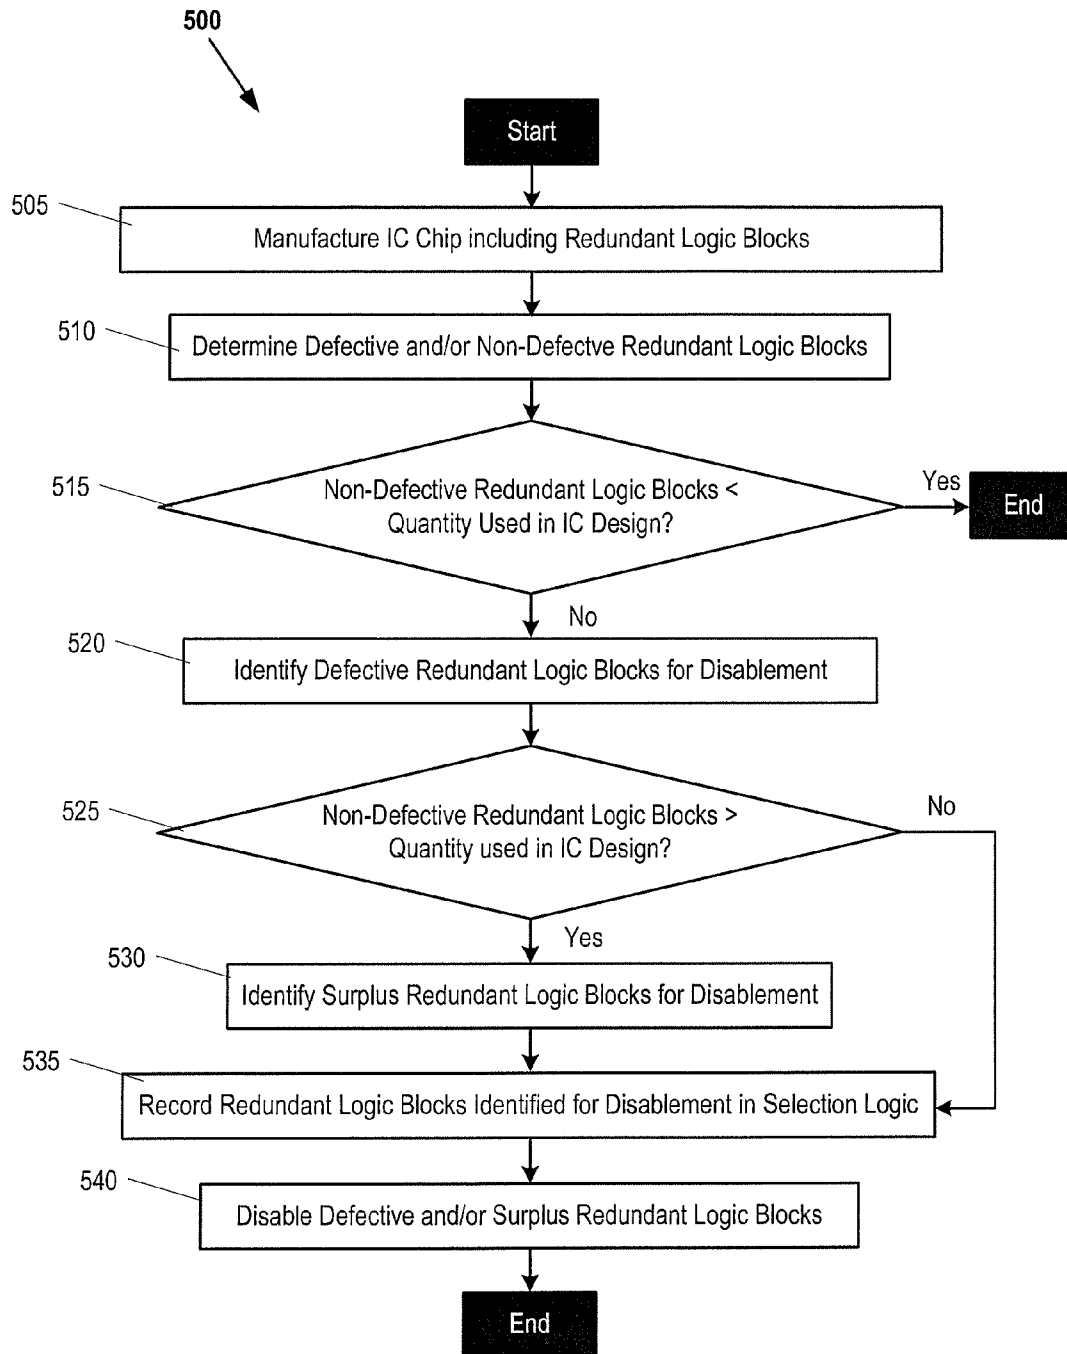 500
Start
505
Manufacture IC Chip including Redundant Logic Blocks
510
Determine Defective and/or Non-Defectve Redundant Logic Blocks
515
Non-Defective Redundant Logic Blocks <
Quantity Used in IC Design?
Yes
End
No
520
Identify Defective Redundant Logic Blocks for Disablement
525
Non-Defective Redundant Logic Blocks >
Quantity used in IC Design?
No
Yes
530
Identify Surplus Redundant Logic Blocks for Disablement
535
Record Redundant Logic Blocks Identified for Disablement in Selection Logic
540
Disable Defective and/or Surplus Redundant Logic Blocks
End